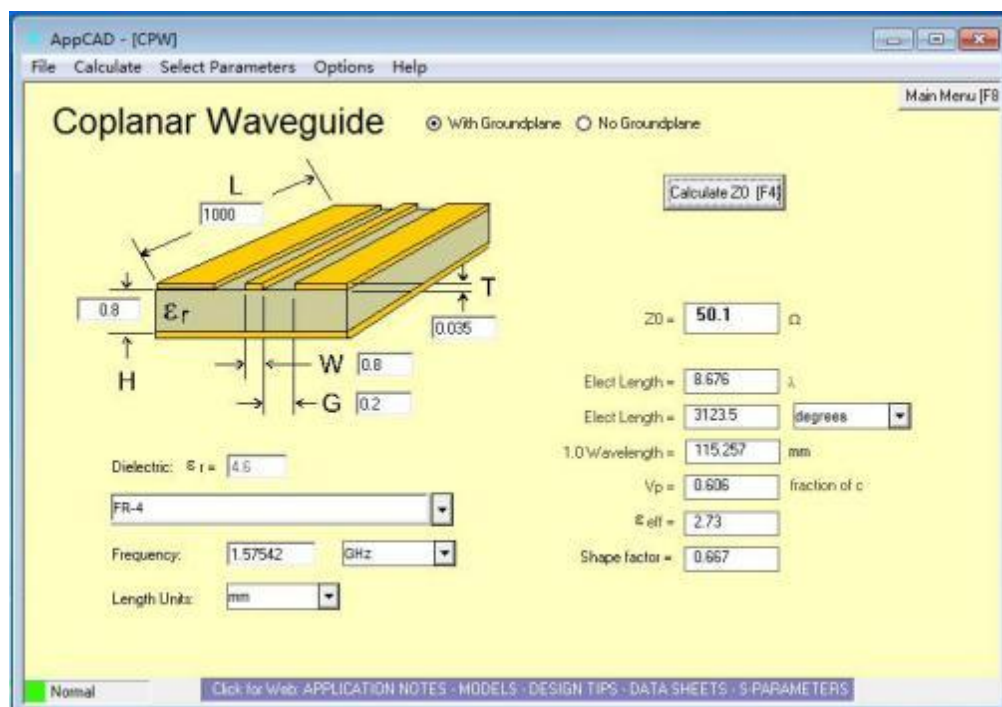 AppCAD - [CPW]
File Calculate Select Parameters Options Help
Main Menu [F8
Coplanar Waveguide
With Groundplane No Groundplane
L
1000
Calculate Z0 [F4]
0.8
εr
T
0.035
H
W 0.8
G 0.2
Z0 = 50.1 Ω
Elect Length = 8.676 λ
Elect Length = 3123.5 degrees
1.0 Wavelength = 115.257 mm
Vp = 0.606 fraction of c
εeff = 2.73
Shape factor = 0.667
Dielectric: εr = 4.6
FR-4
Frequency: 1.57542 GHz
Length Units: mm
Normal
Click for Web: APPLICATION NOTES - MODELS - DESIGN TIPS - DATA SHEETS - S-PARAMETERS